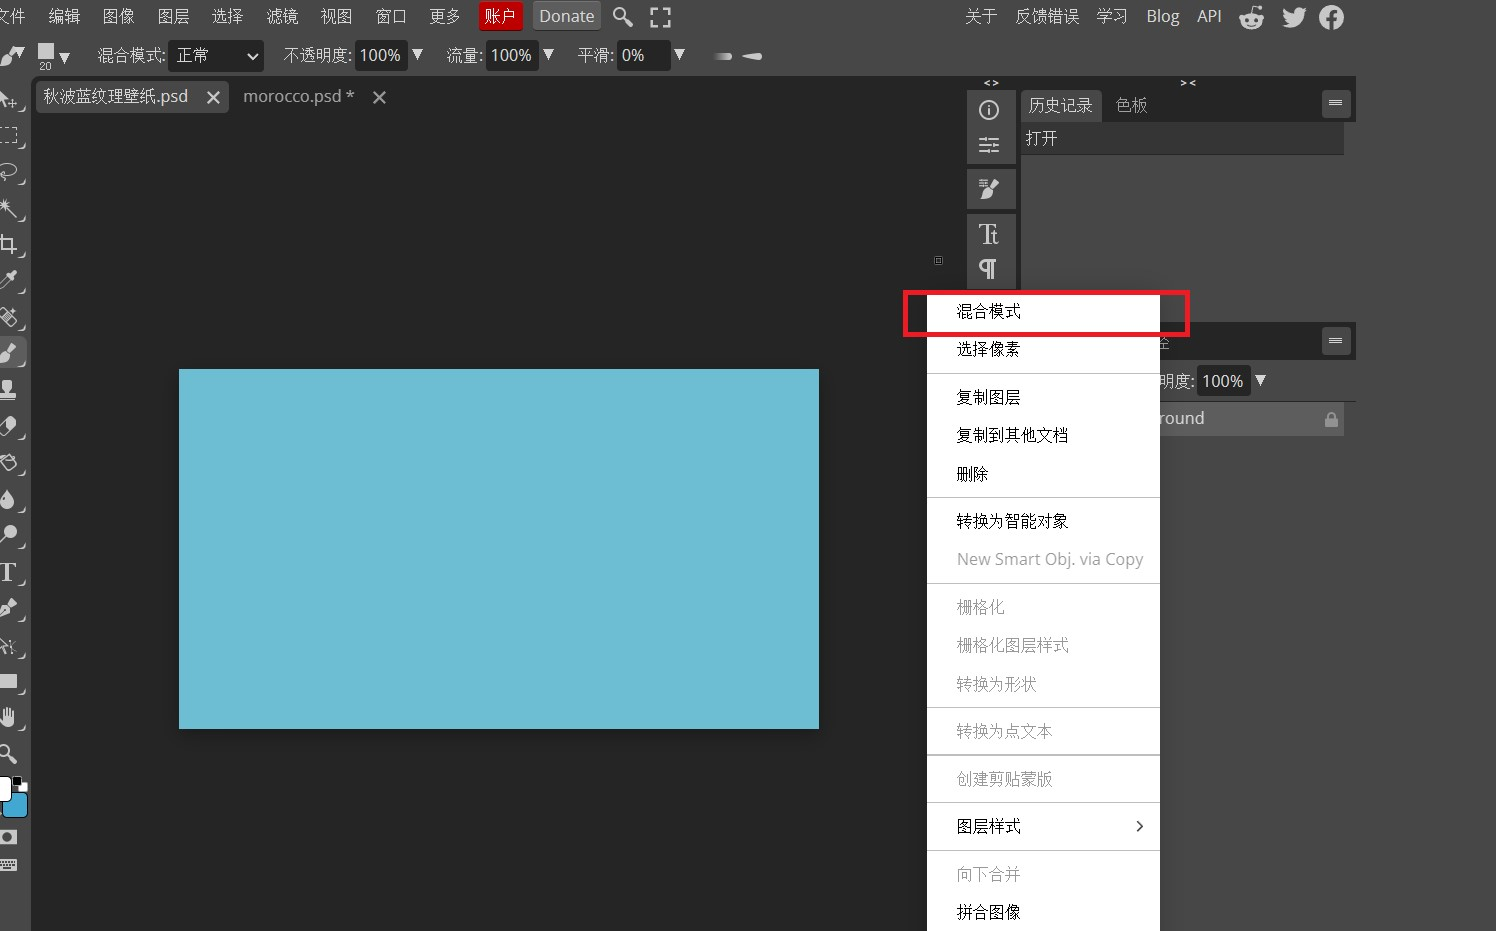 文件 编辑 图像 图层 选择 滤镜 视图 窗口 更多 账户 Donate 关于 反馈错误 学习 Blog API
20 混合模式: 正常 不透明度: 100% 流量: 100% 平滑: 0%
秋波蓝纹理壁纸.psd morocco.psd *
< > > <
历史记录 色板
打开
混合模式
选择像素
明度: 100%
复制图层
round
复制到其他文档
删除
转换为智能对象
New Smart Obj. via Copy
栅格化
栅格化图层样式
转换为形状
转换为点文本
创建剪贴蒙版
图层样式
向下合并
拼合图像